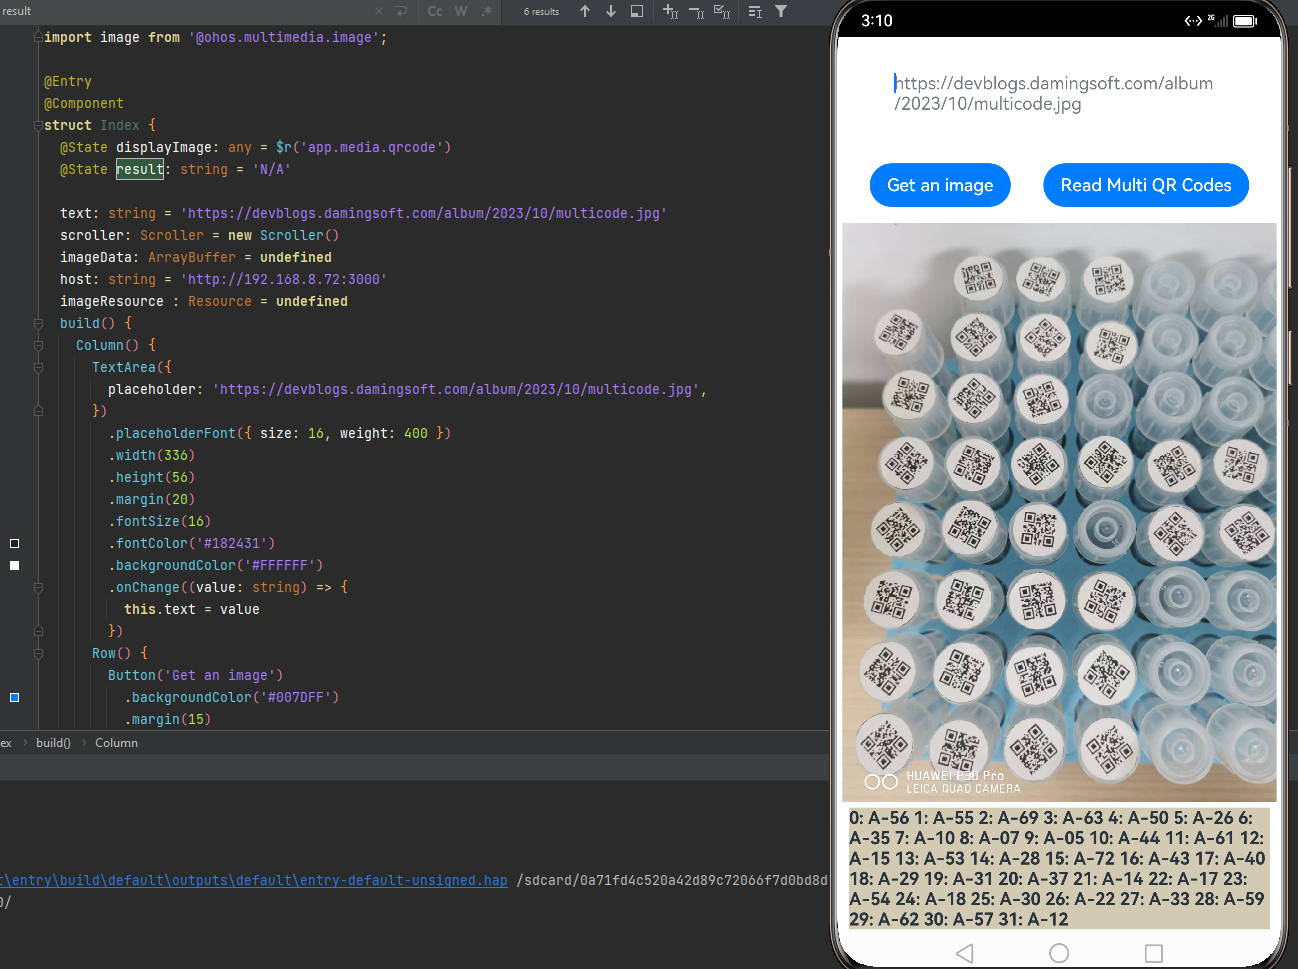 result
Cc W .* 6 results
import image from '@ohos.multimedia.image';
@Entry
@Component
struct Index {
@State displayImage: any = $r('app.media.qrcode')
@State result: string = 'N/A'
text: string = 'https://devblogs.damingsoft.com/album/2023/10/multicode.jpg'
scroller: Scroller = new Scroller()
imageData: ArrayBuffer = undefined
host: string = 'http://192.168.8.72:3000'
imageResource : Resource = undefined
build() {
Column() {
TextArea({
placeholder: 'https://devblogs.damingsoft.com/album/2023/10/multicode.jpg',
})
.placeholderFont({ size: 16, weight: 400 })
.width(336)
.height(56)
.margin(20)
.fontSize(16)
.fontColor('#182431')
.backgroundColor('#FFFFFF')
.onChange((value: string) => {
this.text = value
})
Row() {
Button('Get an image')
.backgroundColor('#007DFF')
.margin(15)
ex > build() > Column
t\entry\build\default\outputs\default\entry-default-unsigned.hap /sdcard/0a71fd4c520a42d89c72066f7d0bd8d
0/
3:10
2G
https://devblogs.damingsoft.com/album
/2023/10/multicode.jpg
Get an image
Read Multi QR Codes
HUAWEI P30 Pro
LEICA QUAD CAMERA
0: A-56 1: A-55 2: A-69 3: A-63 4: A-50 5: A-26 6:
A-35 7: A-10 8: A-07 9: A-05 10: A-44 11: A-61 12:
A-15 13: A-53 14: A-28 15: A-72 16: A-43 17: A-40
18: A-29 19: A-31 20: A-37 21: A-14 22: A-17 23:
A-54 24: A-18 25: A-30 26: A-22 27: A-33 28: A-59
29: A-62 30: A-57 31: A-12